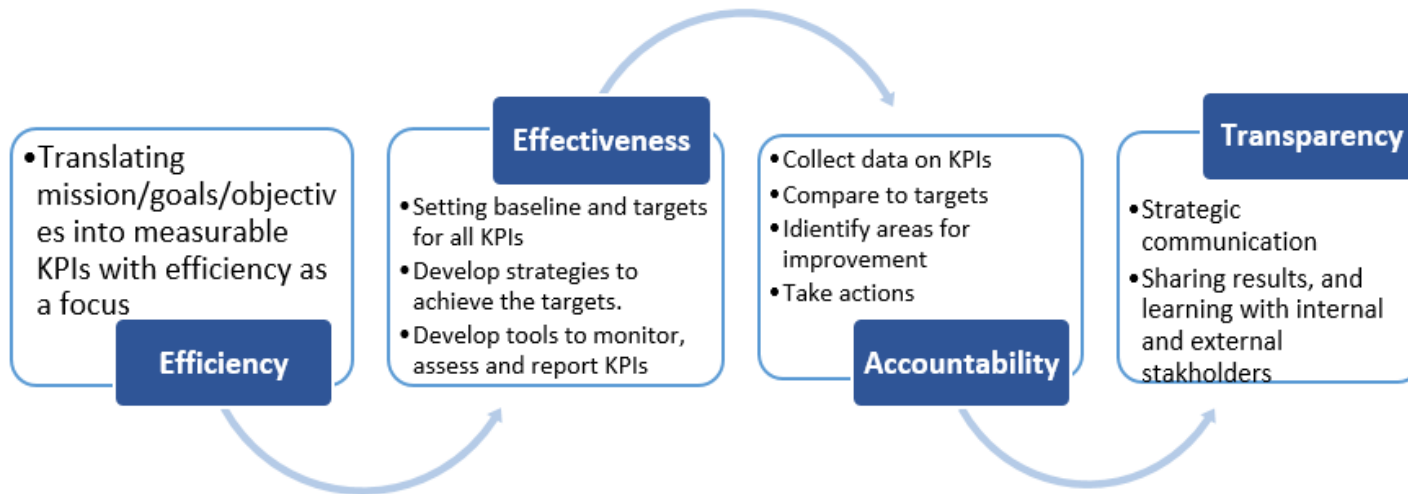 •Translating
mission/goals/objectiv
es into measurable
KPIs with efficiency as
a focus
Efficiency
Effectiveness
•Setting baseline and targets
for all KPIs
•Develop strategies to
achieve the targets.
•Develop tools to monitor,
assess and report KPIs
•Collect data on KPIs
•Compare to targets
•Idientify areas for
improvement
•Take actions
Accountability
Transparency
•Strategic
communication
•Sharing results, and
learning with internal
and external
stakholders